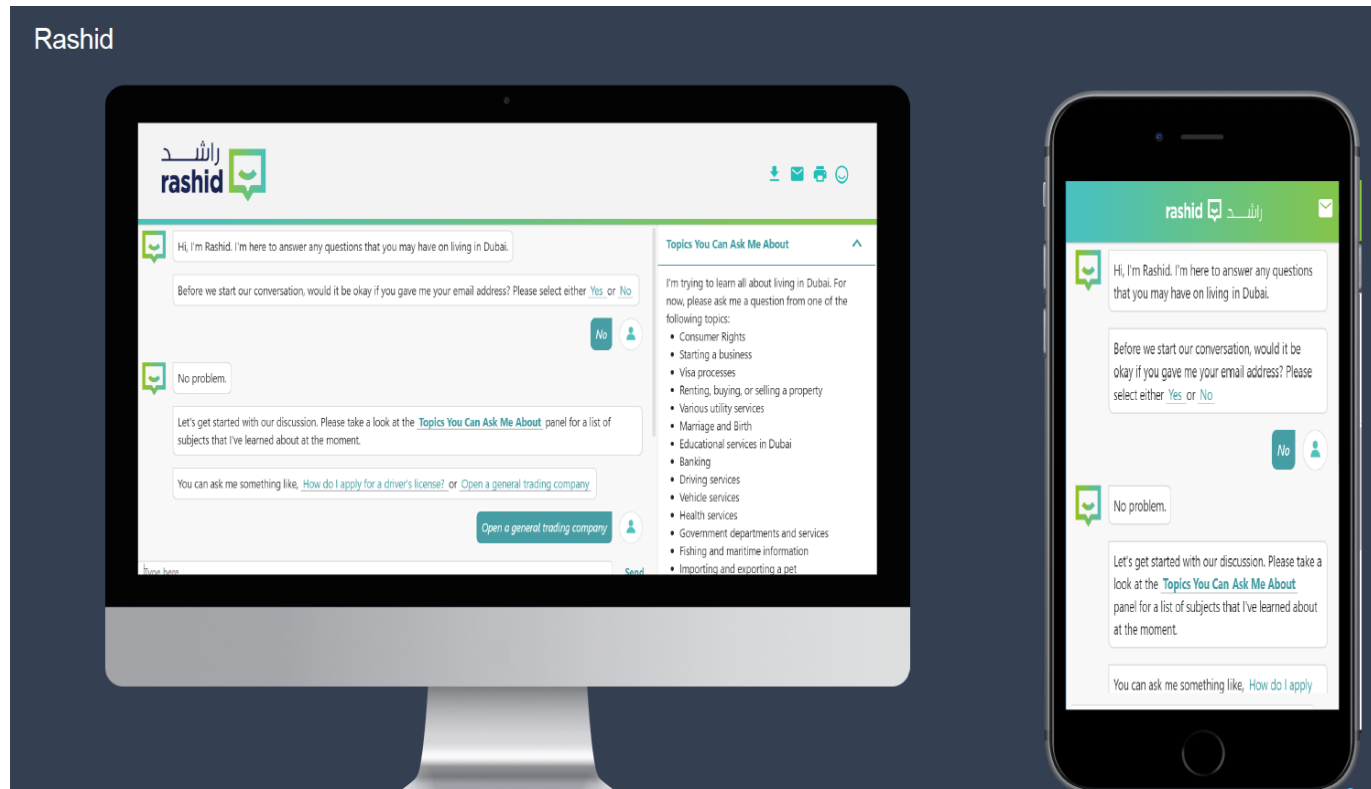 Rashid
راشـــد
rashid
Hi, I'm Rashid. I'm here to answer any questions that you may have on living in Dubai.
Before we start our conversation, would it be okay if you gave me your email address? Please select either Yes or No
No
No problem.
Let's get started with our discussion. Please take a look at the Topics You Can Ask Me About panel for a list of
subjects that I've learned about at the moment.
You can ask me something like, How do I apply for a driver's license? or Open a general trading company
Open a general trading company
Type here
Send
Topics You Can Ask Me About
I'm trying to learn all about living in Dubai. For
now, please ask me a question from one of the
following topics:
• Consumer Rights
• Starting a business
• Visa processes
• Renting, buying, or selling a property
• Various utility services
• Marriage and Birth
• Educational services in Dubai
• Banking
• Driving services
• Vehicle services
• Health services
• Government departments and services
• Fishing and maritime information
• Importing and exporting a pet
rashid راشـــد
Hi, I'm Rashid. I'm here to answer any questions
that you may have on living in Dubai.
Before we start our conversation, would it be
okay if you gave me your email address? Please
select either Yes or No
No
No problem.
Let's get started with our discussion. Please take a
look at the Topics You Can Ask Me About
panel for a list of subjects that I've learned about
at the moment.
You can ask me something like, How do I apply